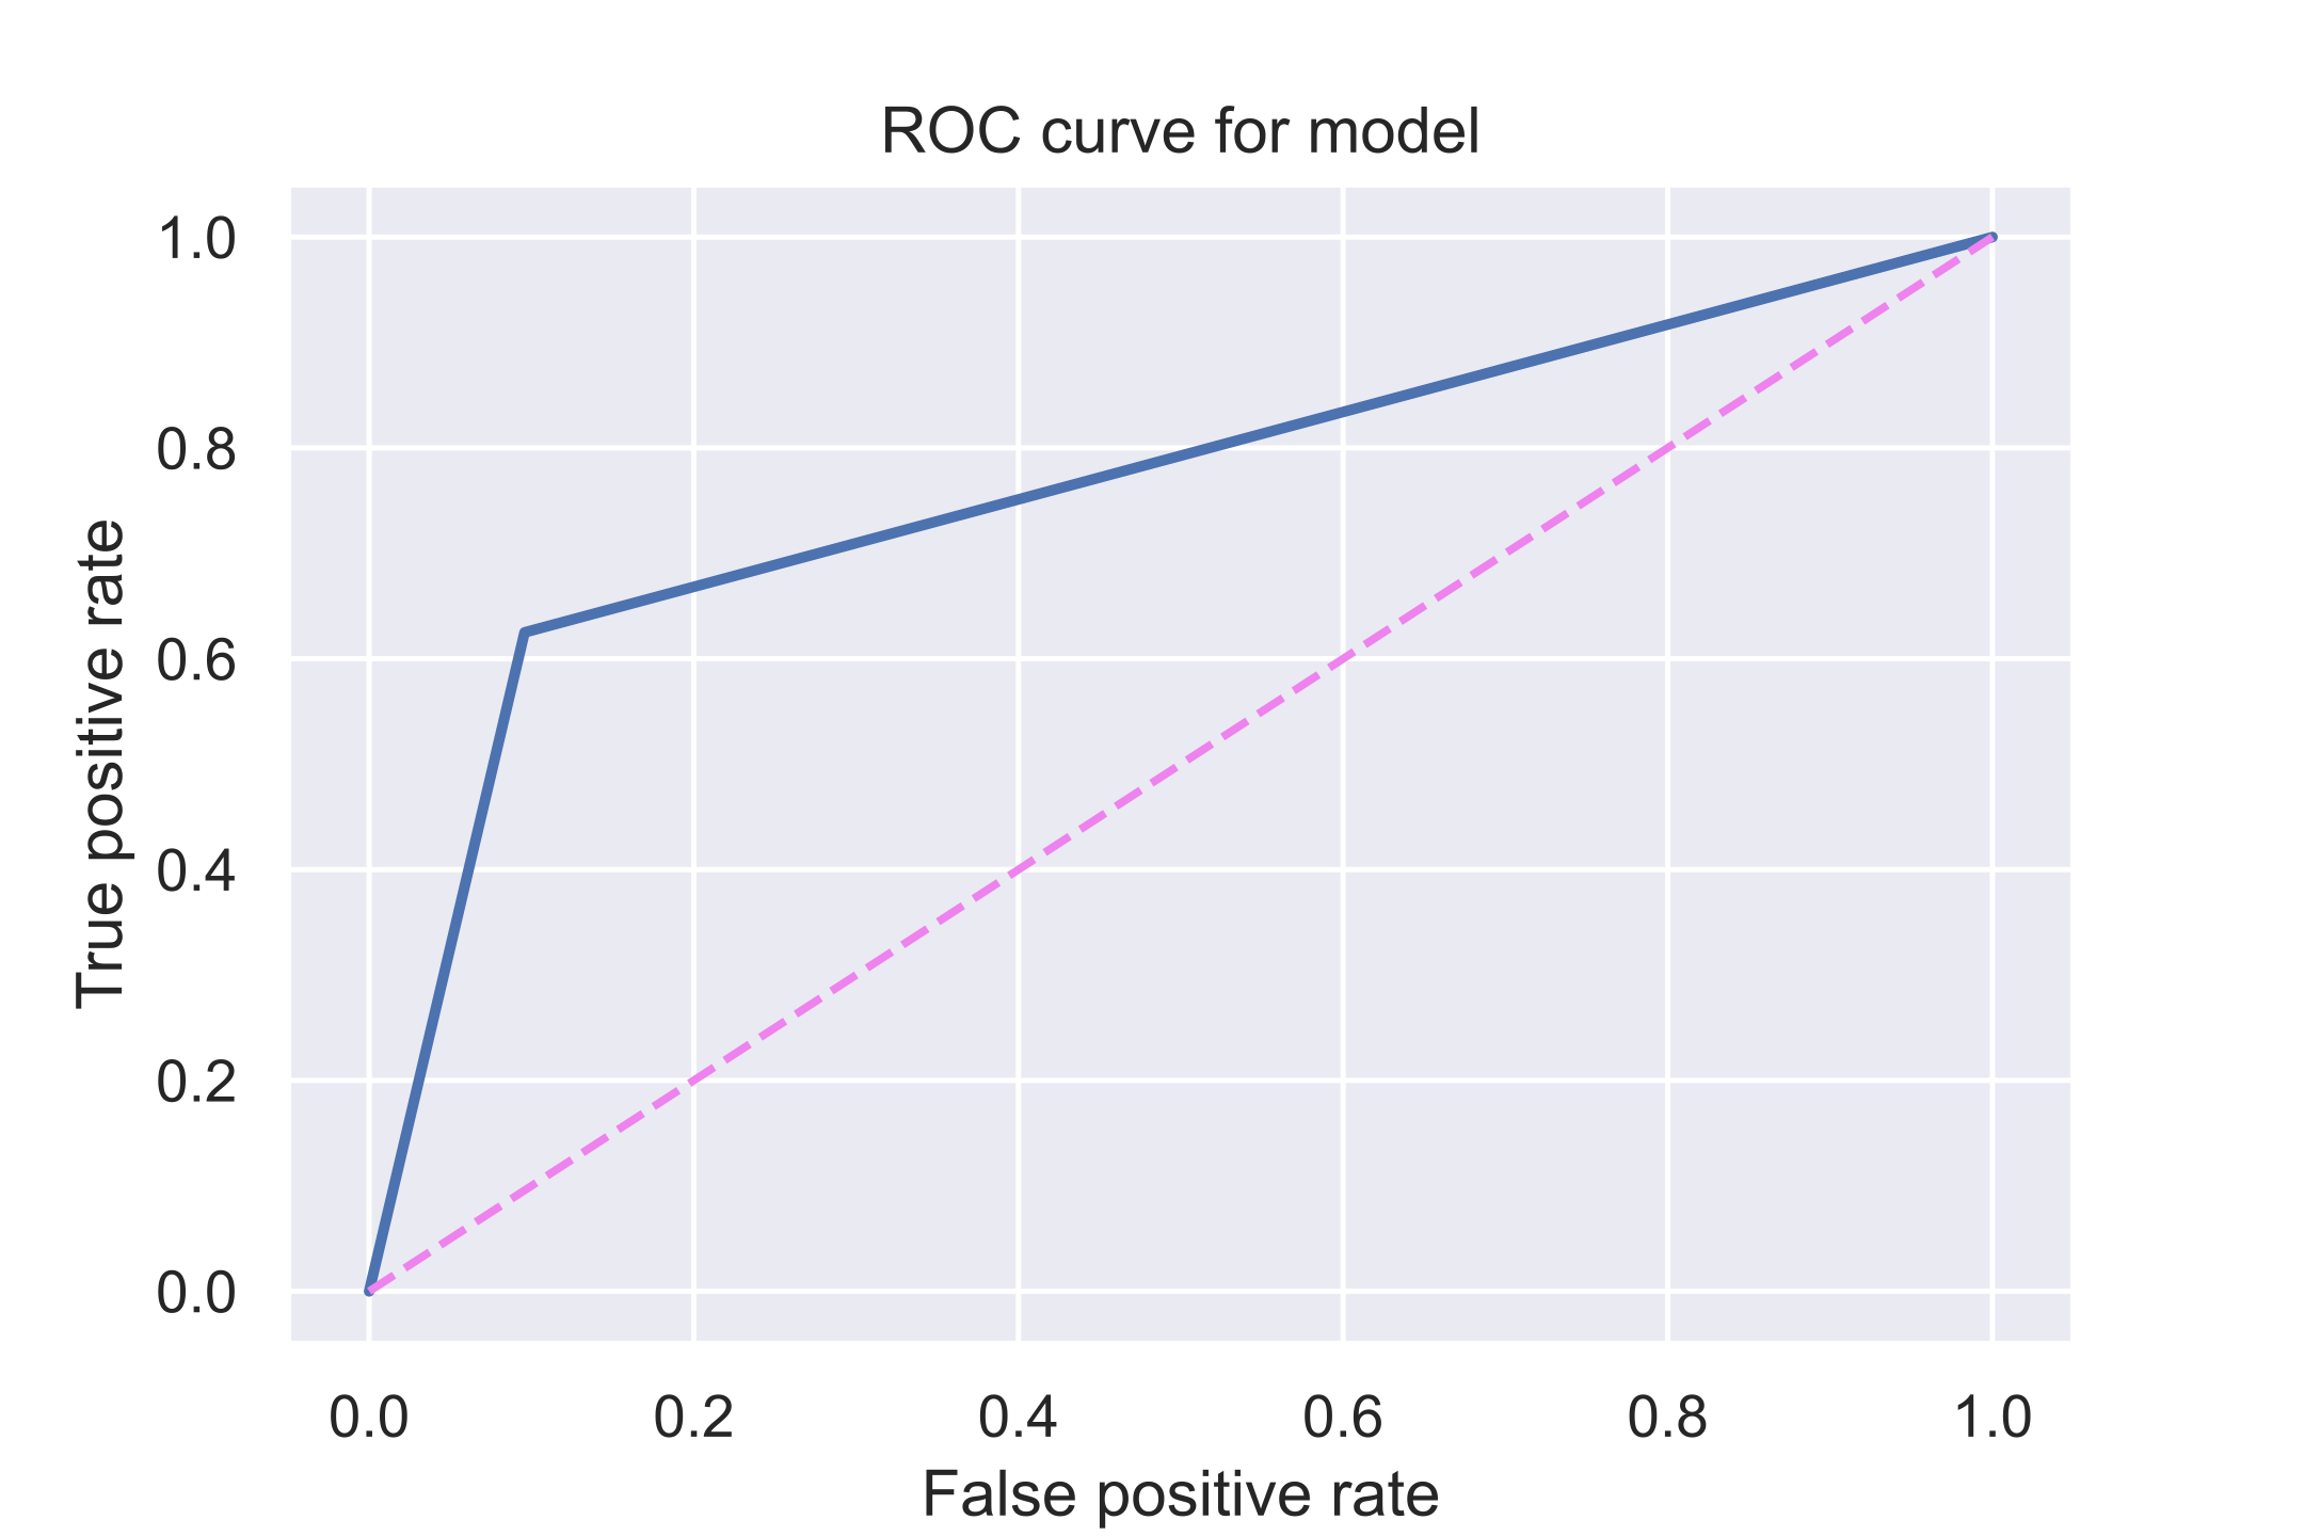 ROC curve for model
1.0
0.8
0.6
0.4
0.2
0.0
True positive rate
0.0 0.2 0.4 0.6 0.8 1.0
False positive rate